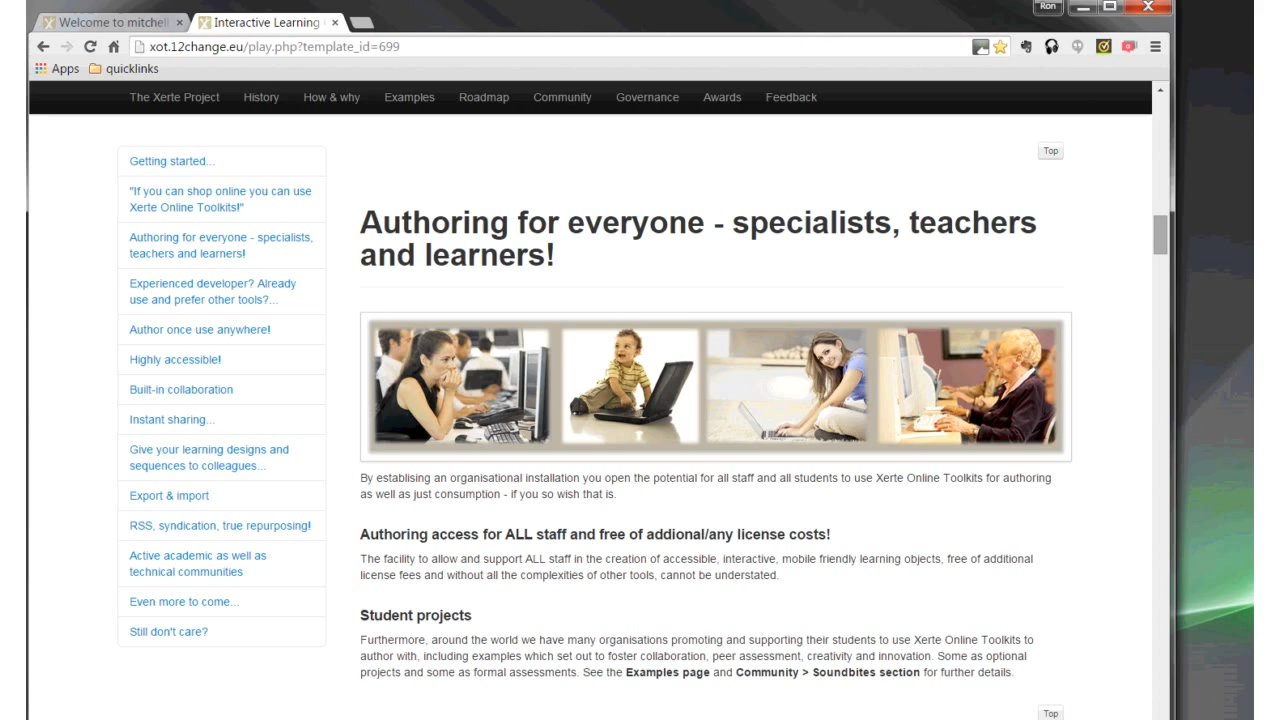 Ron
Welcome to mitchell ×
Interactive Learning ×
xot.12change.eu/play.php?template_id=699
Apps quicklinks
The Xerte Project History How & why Examples Roadmap Community Governance Awards Feedback
Getting started...
"If you can shop online you can use
Xerte Online Toolkits!"
Authoring for everyone - specialists,
teachers and learners!
Experienced developer? Already
use and prefer other tools?...
Author once use anywhere!
Highly accessible!
Built-in collaboration
Instant sharing...
Give your learning designs and
sequences to colleagues...
Export & import
RSS, syndication, true repurposing!
Active academic as well as
technical communities
Even more to come...
Still don't care?
Top
Authoring for everyone - specialists, teachers
and learners!
By establising an organisational installation you open the potential for all staff and all students to use Xerte Online Toolkits for authoring
as well as just consumption - if you so wish that is.
Authoring access for ALL staff and free of addional/any license costs!
The facility to allow and support ALL staff in the creation of accessible, interactive, mobile friendly learning objects, free of additional
license fees and without all the complexities of other tools, cannot be understated.
Student projects
Furthermore, around the world we have many organisations promoting and supporting their students to use Xerte Online Toolkits to
author with, including examples which set out to foster collaboration, peer assessment, creativity and innovation. Some as optional
projects and some as formal assessments. See the Examples page and Community > Soundbites section for further details.
Top